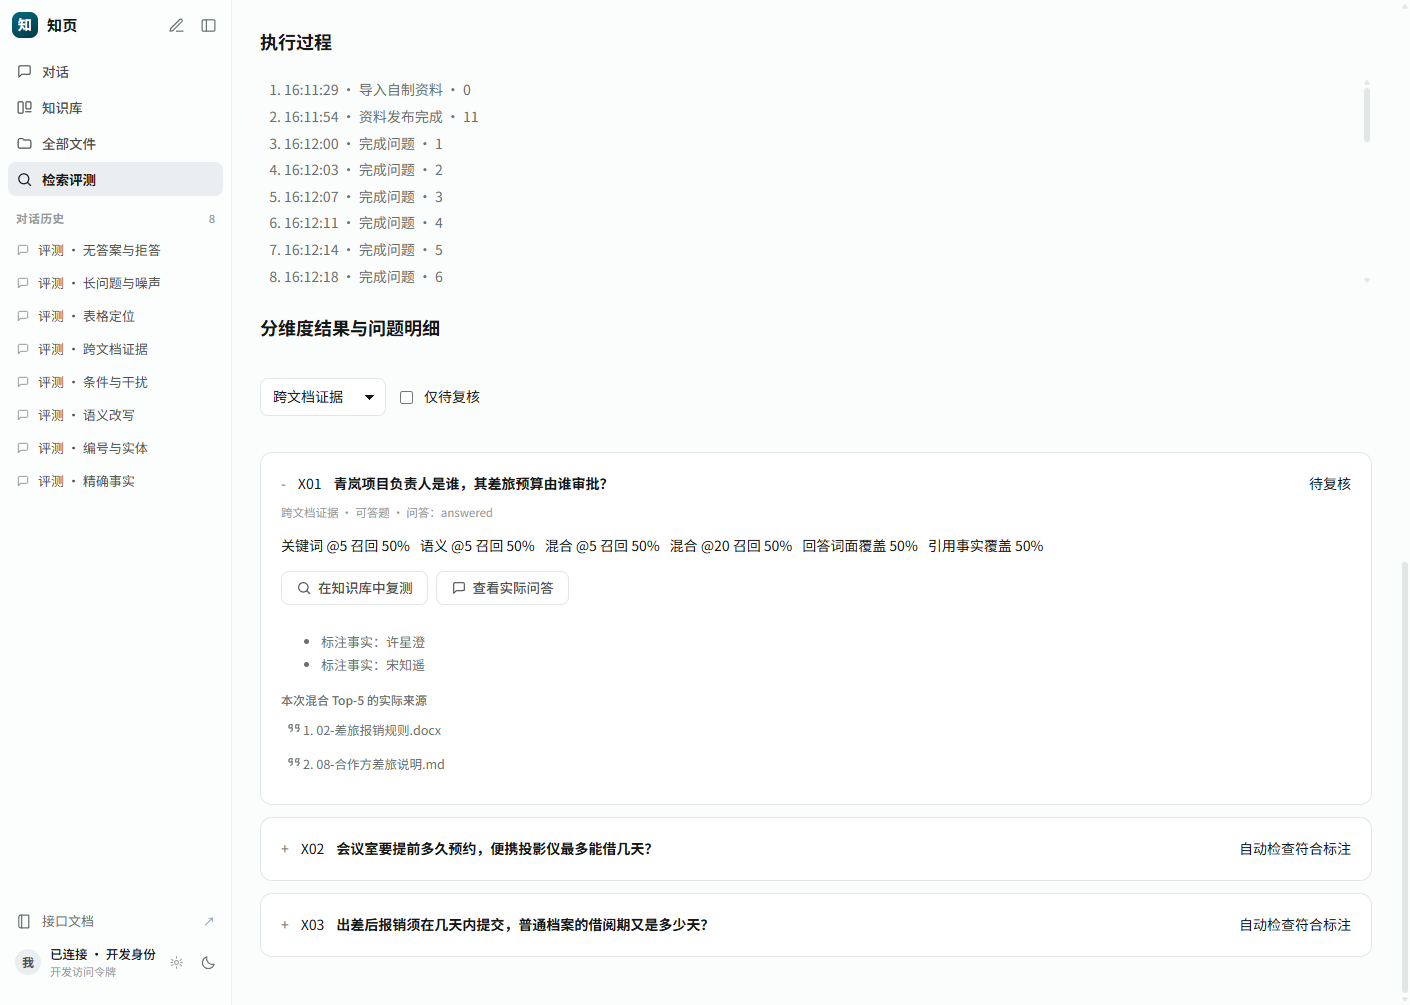 知 知页
对话
知识库
全部文件
检索评测
对话历史 8
评测 · 无答案与拒答
评测 · 长问题与噪声
评测 · 表格定位
评测 · 跨文档证据
评测 · 条件与干扰
评测 · 语义改写
评测 · 编号与实体
评测 · 精确事实
接口文档 ↗
我 已连接 · 开发身份
开发访问令牌
执行过程
1. 16:11:29 · 导入自制资料 · 0
2. 16:11:54 · 资料发布完成 · 11
3. 16:12:00 · 完成问题 · 1
4. 16:12:03 · 完成问题 · 2
5. 16:12:07 · 完成问题 · 3
6. 16:12:11 · 完成问题 · 4
7. 16:12:14 · 完成问题 · 5
8. 16:12:18 · 完成问题 · 6
分维度结果与问题明细
跨文档证据 仅待复核
- X01 青岚项目负责人是谁，其差旅预算由谁审批？ 待复核
跨文档证据 · 可答题 · 问答：answered
关键词 @5 召回 50% 语义 @5 召回 50% 混合 @5 召回 50% 混合 @20 召回 50% 回答词面覆盖 50% 引用事实覆盖 50%
在知识库中复测 查看实际问答
• 标注事实：许星澄
• 标注事实：宋知遥
本次混合 Top-5 的实际来源
1. 02-差旅报销规则.docx
2. 08-合作方差旅说明.md
+ X02 会议室要提前多久预约，便携投影仪最多能借几天？ 自动检查符合标注
+ X03 出差后报销须在几天内提交，普通档案的借阅期又是多少天？ 自动检查符合标注